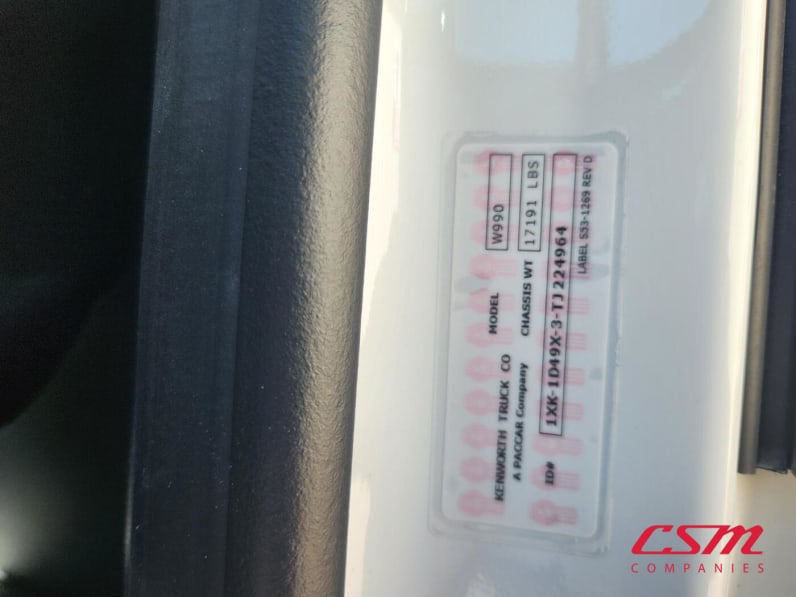 KENWORTH TRUCK CO MODEL W990
A PACCAR Company CHASSIS WT 17191 LBS
ID# 1XK-1D49X-3-TJ224964
LABEL S53-1269 REV D
CSM
COMPANIES